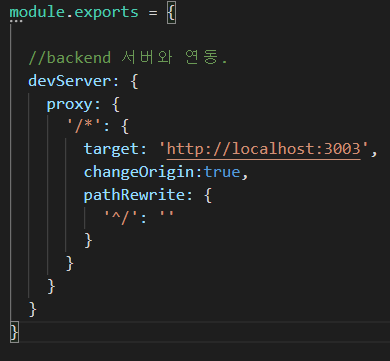 module.exports = {
//backend 서버와 연동.
devServer: {
proxy: {
'/*': {
target: 'http://localhost:3003',
changeOrigin:true,
pathRewrite: {
'^/': ''
}
}
}
}
}